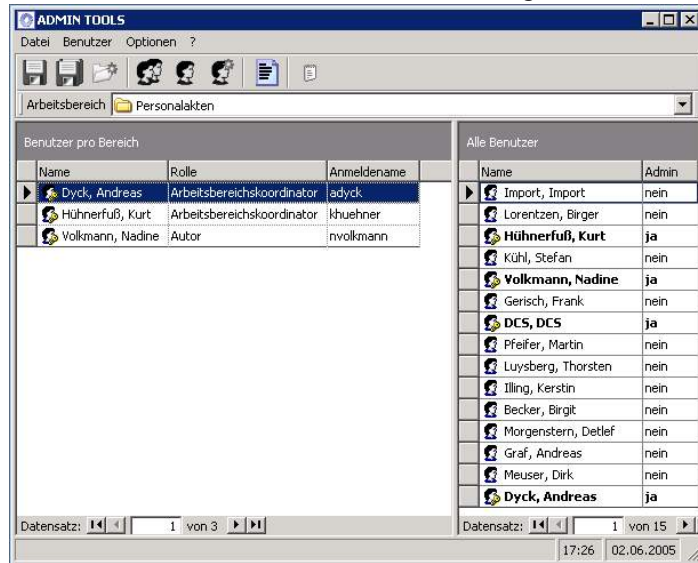 ADMIN TOOLS
Datei Benutzer Optionen ?
Arbeitsbereich Personalakten
Benutzer pro Bereich
Name Rolle Anmeldename
Dyck, Andreas Arbeitsbereichskoordinator adyck
Hühnerfuß, Kurt Arbeitsbereichskoordinator khuehner
Volkmann, Nadine Autor nvolkmann
Datensatz: 1 von 3
Alle Benutzer
Name Admin
Import, Import nein
Lorentzen, Birger nein
Hühnerfuß, Kurt ja
Kühl, Stefan nein
Volkmann, Nadine ja
Gerisch, Frank nein
DCS, DCS ja
Pfeifer, Martin nein
Luysberg, Thorsten nein
Illing, Kerstin nein
Becker, Birgit nein
Morgenstern, Detlef nein
Graf, Andreas nein
Meuser, Dirk nein
Dyck, Andreas ja
Datensatz: 1 von 15
17:26 02.06.2005